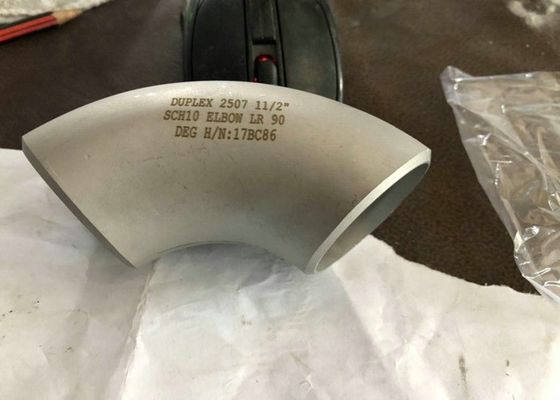 DUPLEX 2507 11/2"
SCH10 ELBOW LR 90
DEG H/N:17BC86